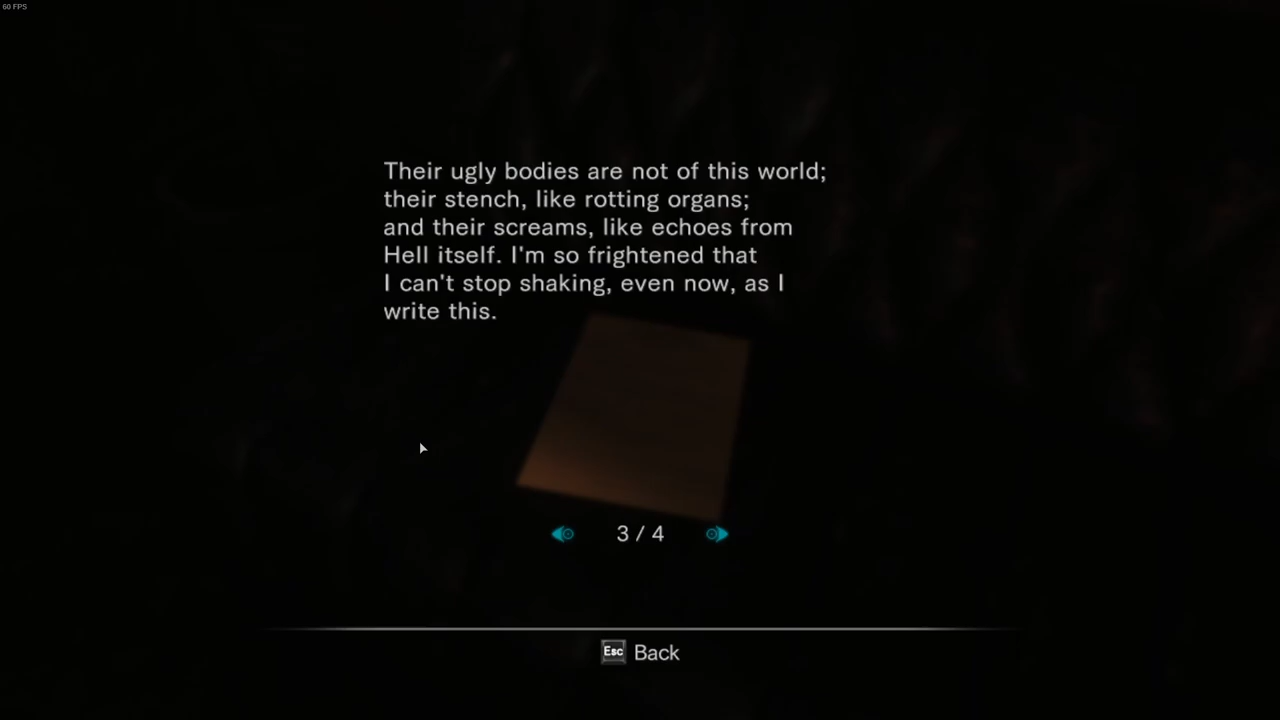 60 FPS
Their ugly bodies are not of this world;
their stench, like rotting organs;
and their screams, like echoes from
Hell itself. I'm so frightened that
I can't stop shaking, even now, as I
write this.
3 / 4
Esc Back